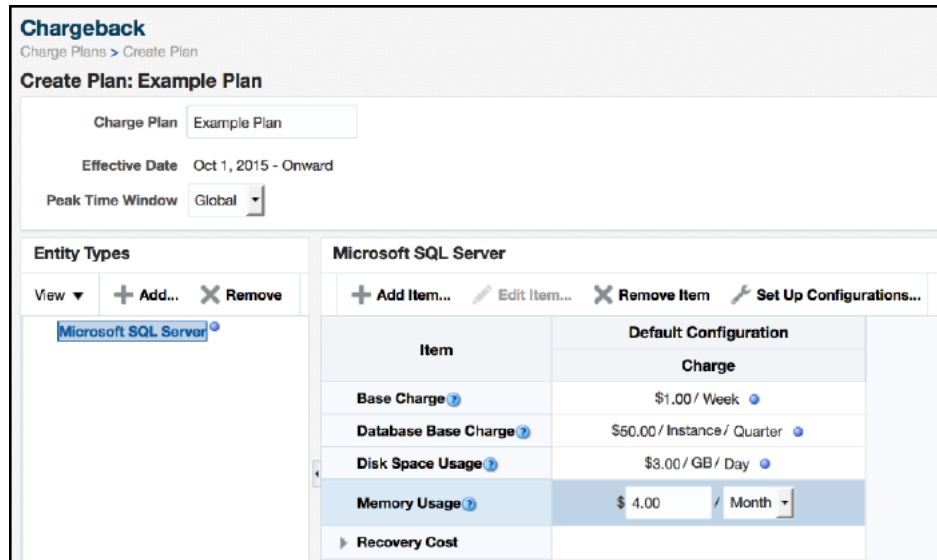 Chargeback
Charge Plans > Create Plan
Create Plan: Example Plan
Charge Plan Example Plan
Effective Date Oct 1, 2015 - Onward
Peak Time Window Global
Entity Types
View Add... Remove
Microsoft SQL Server
Microsoft SQL Server
Add Item... Edit Item... Remove Item Set Up Configurations...
Item Default Configuration
Charge
Base Charge ? $1.00 / Week
Database Base Charge ? $50.00 / Instance / Quarter
Disk Space Usage ? $3.00 / GB / Day
Memory Usage ? $ 4.00 / Month
Recovery Cost